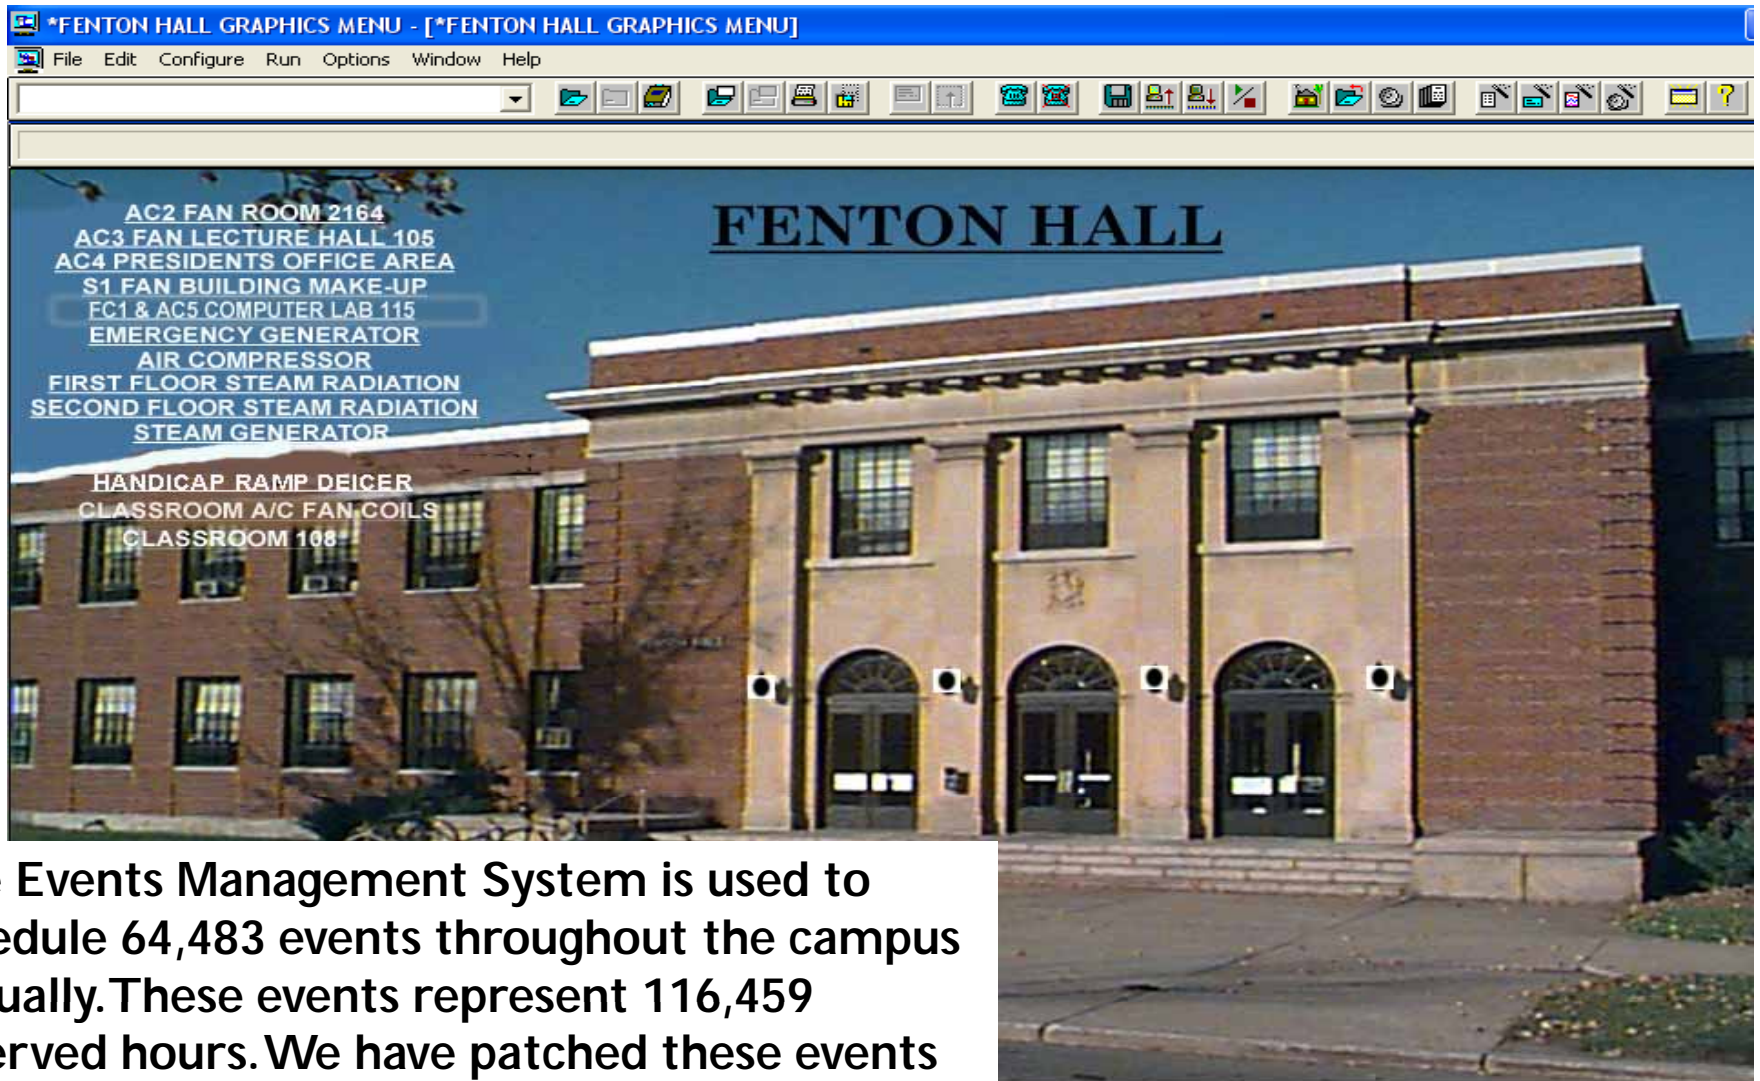 *FENTON HALL GRAPHICS MENU - [*FENTON HALL GRAPHICS MENU]
File Edit Configure Run Options Window Help
FENTON HALL
AC2 FAN ROOM 2164
AC3 FAN LECTURE HALL 105
AC4 PRESIDENTS OFFICE AREA
S1 FAN BUILDING MAKE-UP
FC1 & AC5 COMPUTER LAB 115
EMERGENCY GENERATOR
AIR COMPRESSOR
FIRST FLOOR STEAM RADIATION
SECOND FLOOR STEAM RADIATION
STEAM GENERATOR
HANDICAP RAMP DEICER
CLASSROOM A/C FAN COILS
CLASSROOM 108
e Events Management System is used to
edule 64,483 events throughout the campus
ually. These events represent 116,459
erved hours. We have patched these events